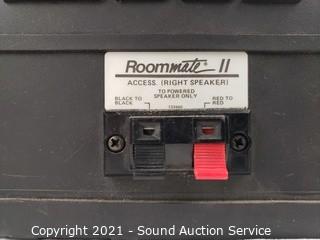 Roommate® II
ACCESS. (RIGHT SPEAKER)
TO POWERED
SPEAKER ONLY
BLACK TO
BLACK
RED TO
RED
Copyright 2021 - Sound Auction Service